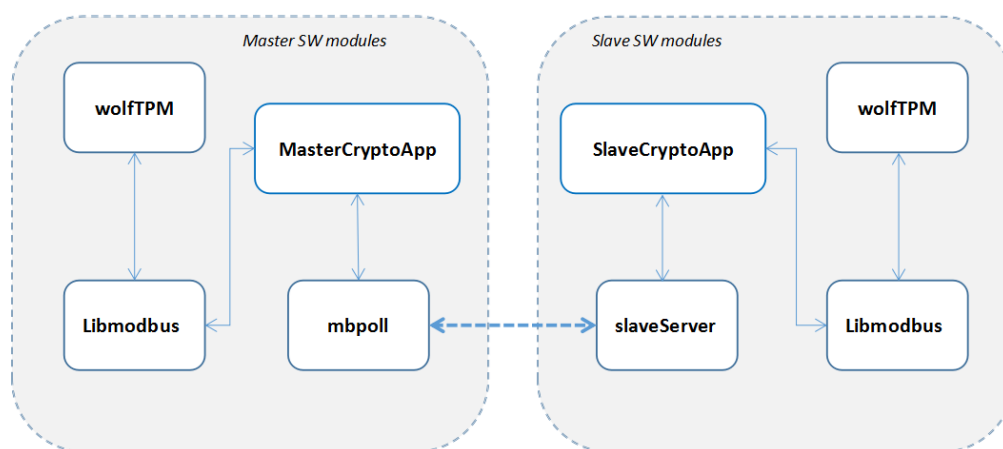 Master SW modules
wolfTPM
MasterCryptoApp
Libmodbus
mbpoll
Slave SW modules
wolfTPM
SlaveCryptoApp
slaveServer
Libmodbus